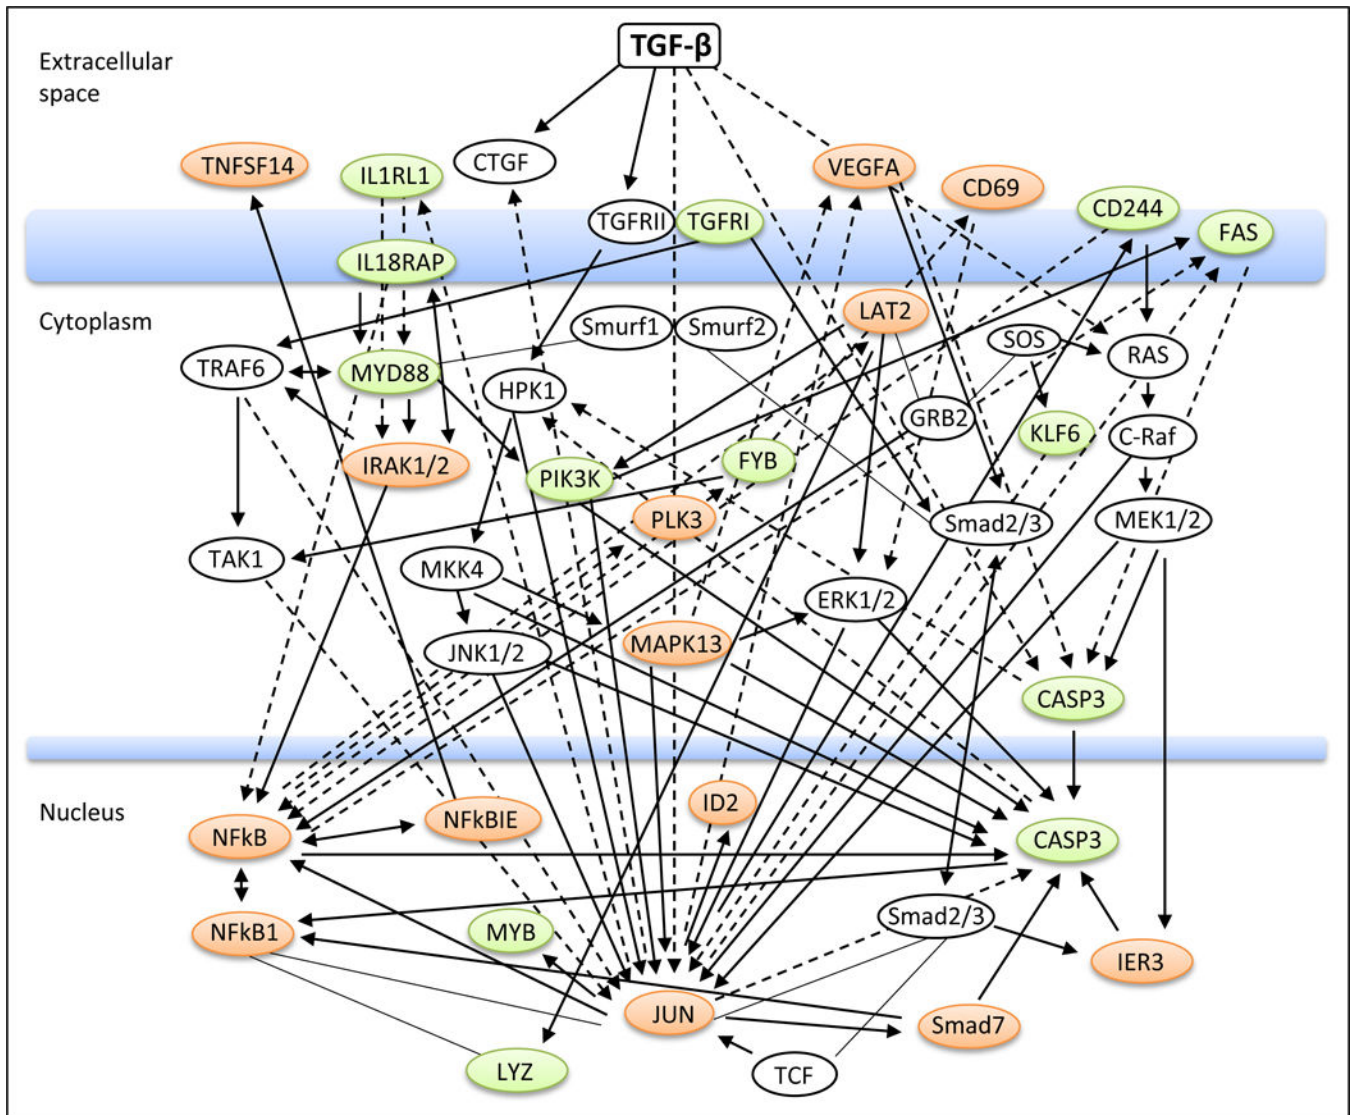 TGF-β
Extracellular
space
TNFSF14
IL1RL1
CTGF
VEGFA
CD69
CD244
TGFRII
TGFRI
FAS
IL18RAP
Cytoplasm
Smurf1
Smurf2
LAT2
SOS
RAS
TRAF6
MYD88
HPK1
GRB2
KLF6
C-Raf
IRAK1/2
PIK3K
FYB
PLK3
Smad2/3
MEK1/2
TAK1
MKK4
ERK1/2
JNK1/2
MAPK13
CASP3
Nucleus
NFkB
NFkBIE
ID2
CASP3
NFkB1
MYB
Smad2/3
IER3
JUN
Smad7
LYZ
TCF